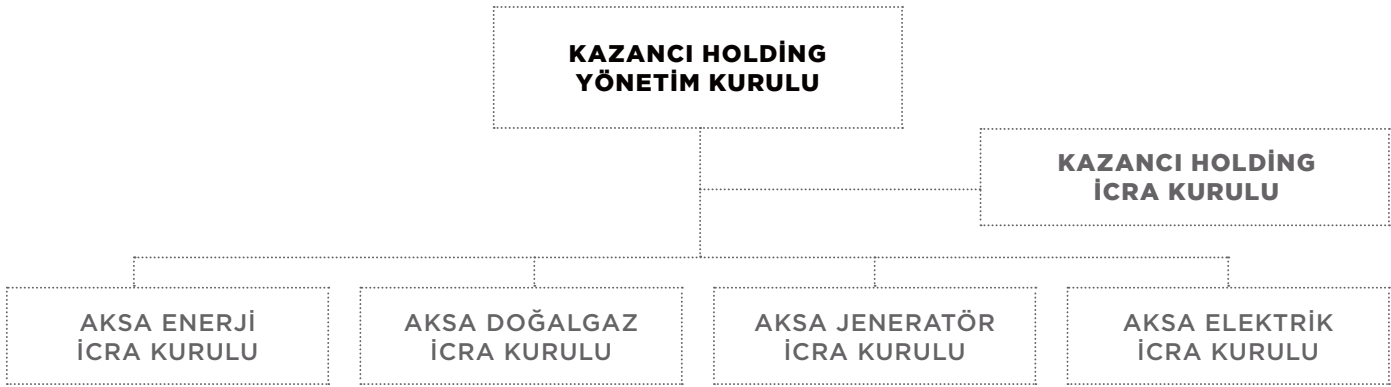 KAZANCI HOLDİNG
YÖNETİM KURULU
KAZANCI HOLDİNG
İCRA KURULU
AKSA ENERJİ
İCRA KURULU
AKSA DOĞALGAZ
İCRA KURULU
AKSA JENERATÖR
İCRA KURULU
AKSA ELEKTRİK
İCRA KURULU